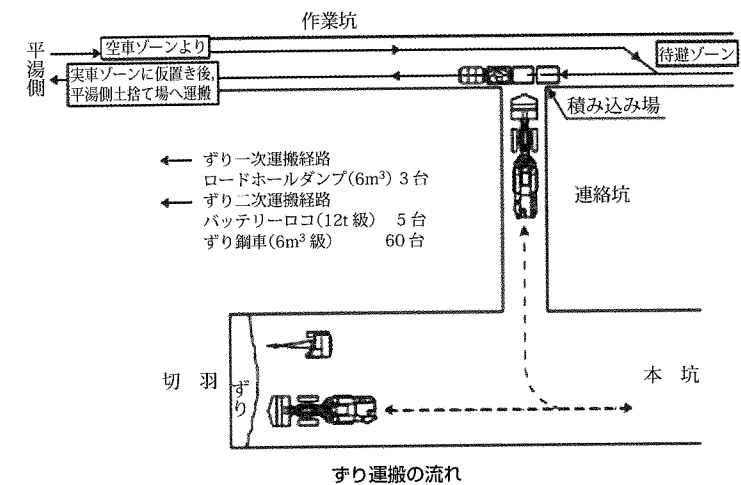 作業坑
平湯側
空車ゾーンより
待避ゾーン
実車ゾーンに仮置き後,
平湯側土捨て場へ運搬
積み込み場
ずり一次運搬経路
ロードホールダンプ(6m³) 3台
ずり二次運搬経路
バッテリーロコ(12t級) 5台
ずり鋼車(6m³級) 60台
連絡坑
切羽
ずり
本坑
ずり運搬の流れ